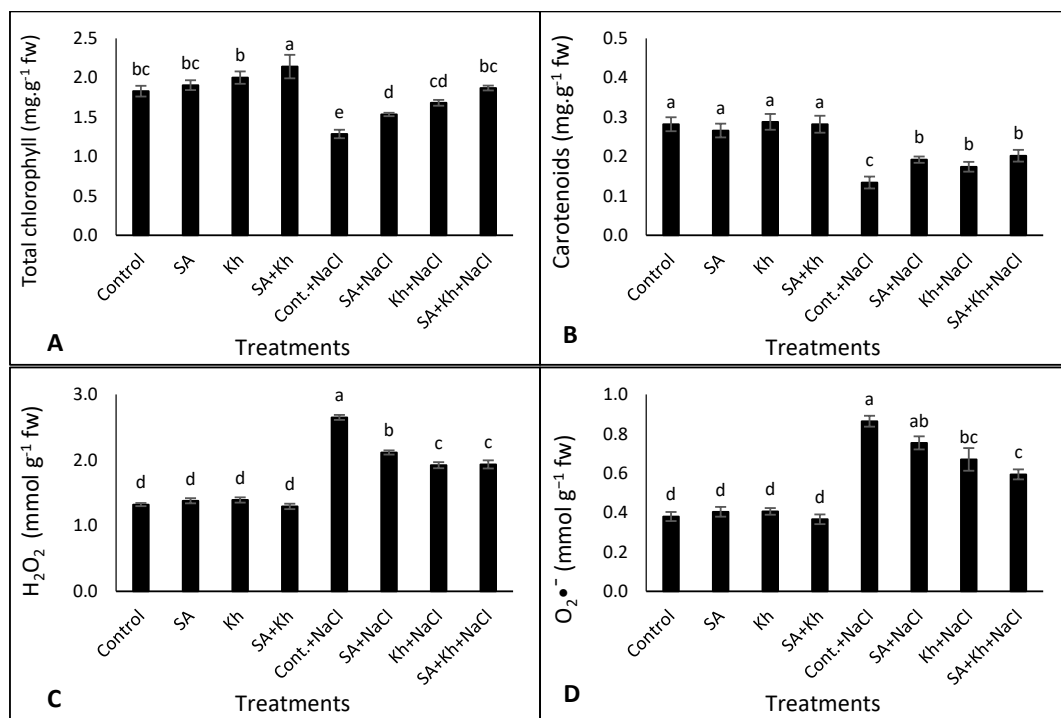 Total chlorophyll (mg.g⁻¹ fw)
2.5
2.0
1.5
1.0
0.5
0.0
bc
bc
b
a
e
d
cd
bc
Control
SA
Kh
SA+Kh
Cont.+NaCl
SA+NaCl
Kh+NaCl
SA+Kh+NaCl
A
Treatments
Carotenoids (mg.g⁻¹ fw)
0.5
0.4
0.3
0.2
0.1
0.0
a
a
a
a
c
b
b
b
Control
SA
Kh
SA+Kh
Cont.+NaCl
SA+NaCl
Kh+NaCl
SA+Kh+NaCl
B
Treatments
H₂O₂ (mmol g⁻¹ fw)
3.0
2.0
1.0
0.0
d
d
d
d
a
b
c
c
Control
SA
Kh
SA+Kh
Cont.+NaCl
SA+NaCl
Kh+NaCl
SA+Kh+NaCl
C
Treatments
O₂•⁻ (mmol g⁻¹ fw)
1.0
0.8
0.6
0.4
0.2
0.0
d
d
d
d
a
ab
bc
c
Control
SA
Kh
SA+Kh
Cont.+NaCl
SA+NaCl
Kh+NaCl
SA+Kh+NaCl
D
Treatments